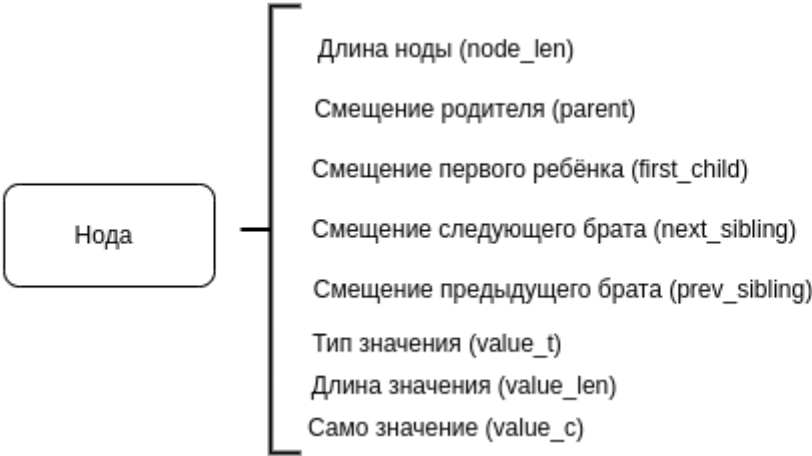 Длина ноды (node_len)
Смещение родителя (parent)
Смещение первого ребёнка (first_child)
Нода
Смещение следующего брата (next_sibling)
Смещение предыдущего брата (prev_sibling)
Тип значения (value_t)
Длина значения (value_len)
Само значение (value_c)